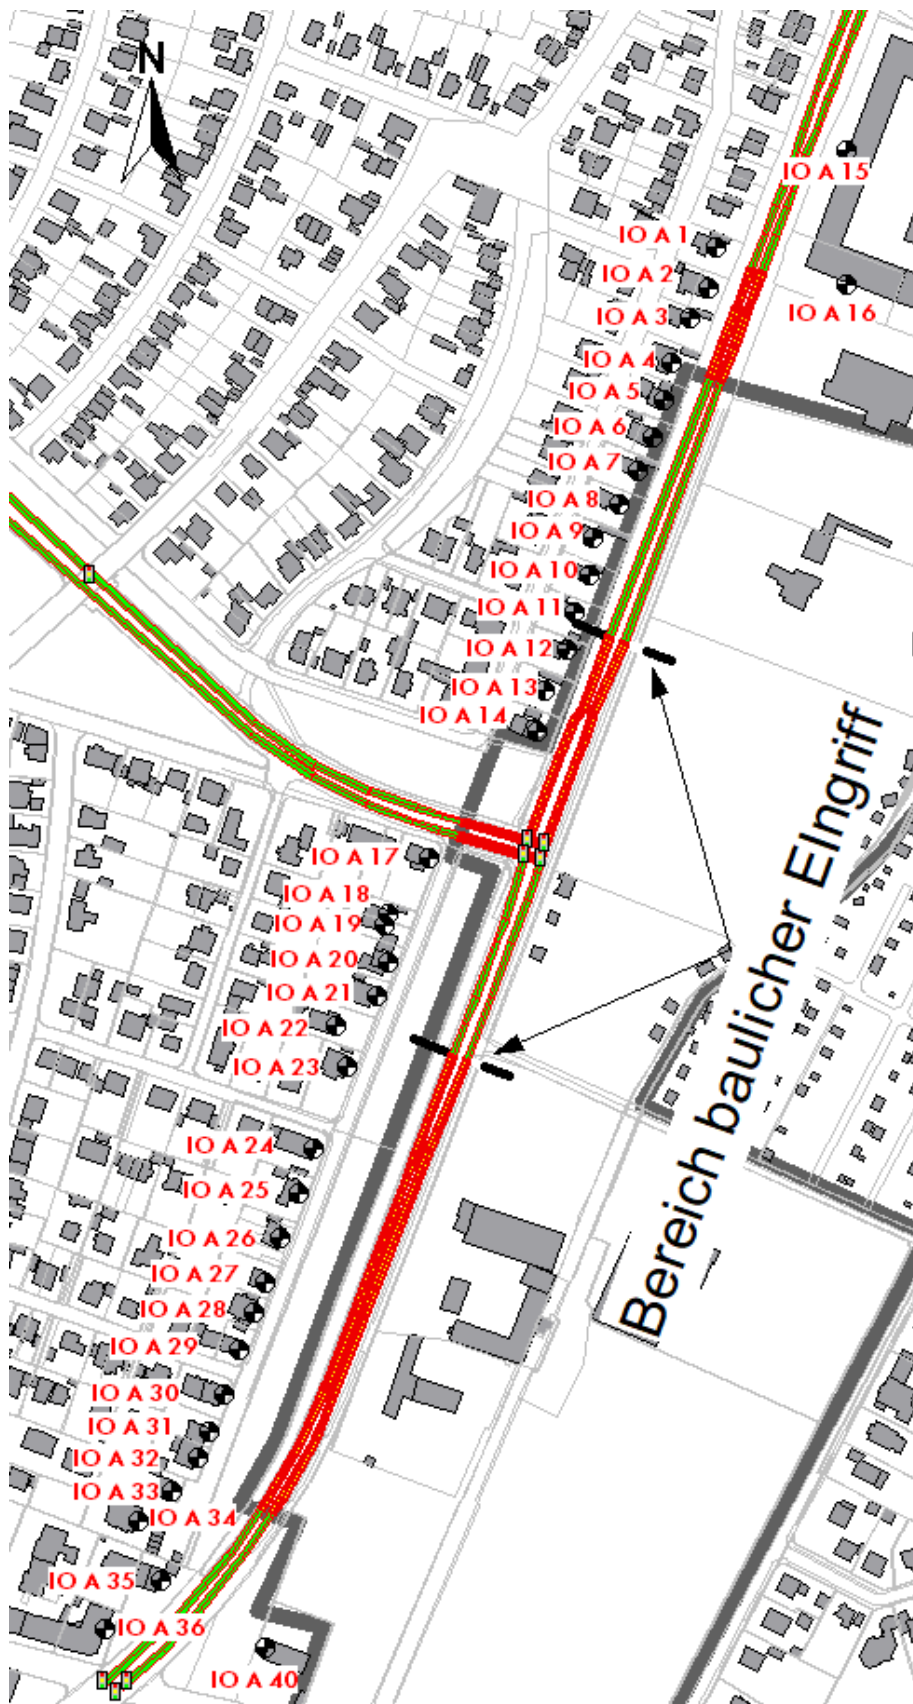 N
IO A 15
IO A 1
IO A 2
IO A 16
IO A 3
IO A 4
IO A 5
IO A 6
IO A 7
IO A 8
IO A 9
IO A 10
IO A 11
IO A 12
IO A 13
IO A 14
Bereich baulicher EIngriff
IO A 17
IO A 18
IO A 19
IO A 20
IO A 21
IO A 22
IO A 23
IO A 24
IO A 25
IO A 26
IO A 27
IO A 28
IO A 29
IO A 30
IO A 31
IO A 32
IO A 33
IO A 34
IO A 35
IO A 36
IO A 40